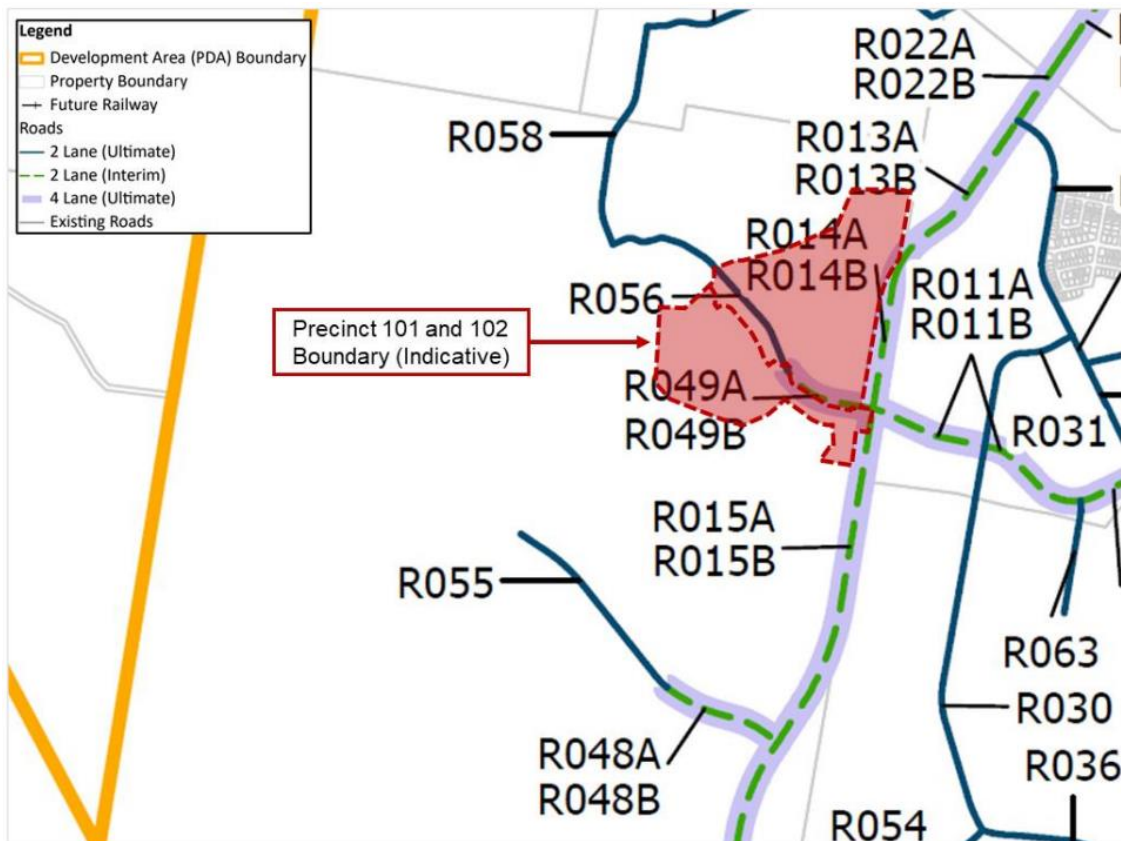 Legend
Development Area (PDA) Boundary
Property Boundary
Future Railway
Roads
2 Lane (Ultimate)
2 Lane (Interim)
4 Lane (Ultimate)
Existing Roads
R022A
R022B
R058
R013A
R013B
R014A
R014B
R056
R011A
R011B
Precinct 101 and 102
Boundary (Indicative)
R049A
R049B
R031
R015A
R015B
R055
R063
R030
R048A
R048B
R036
R054